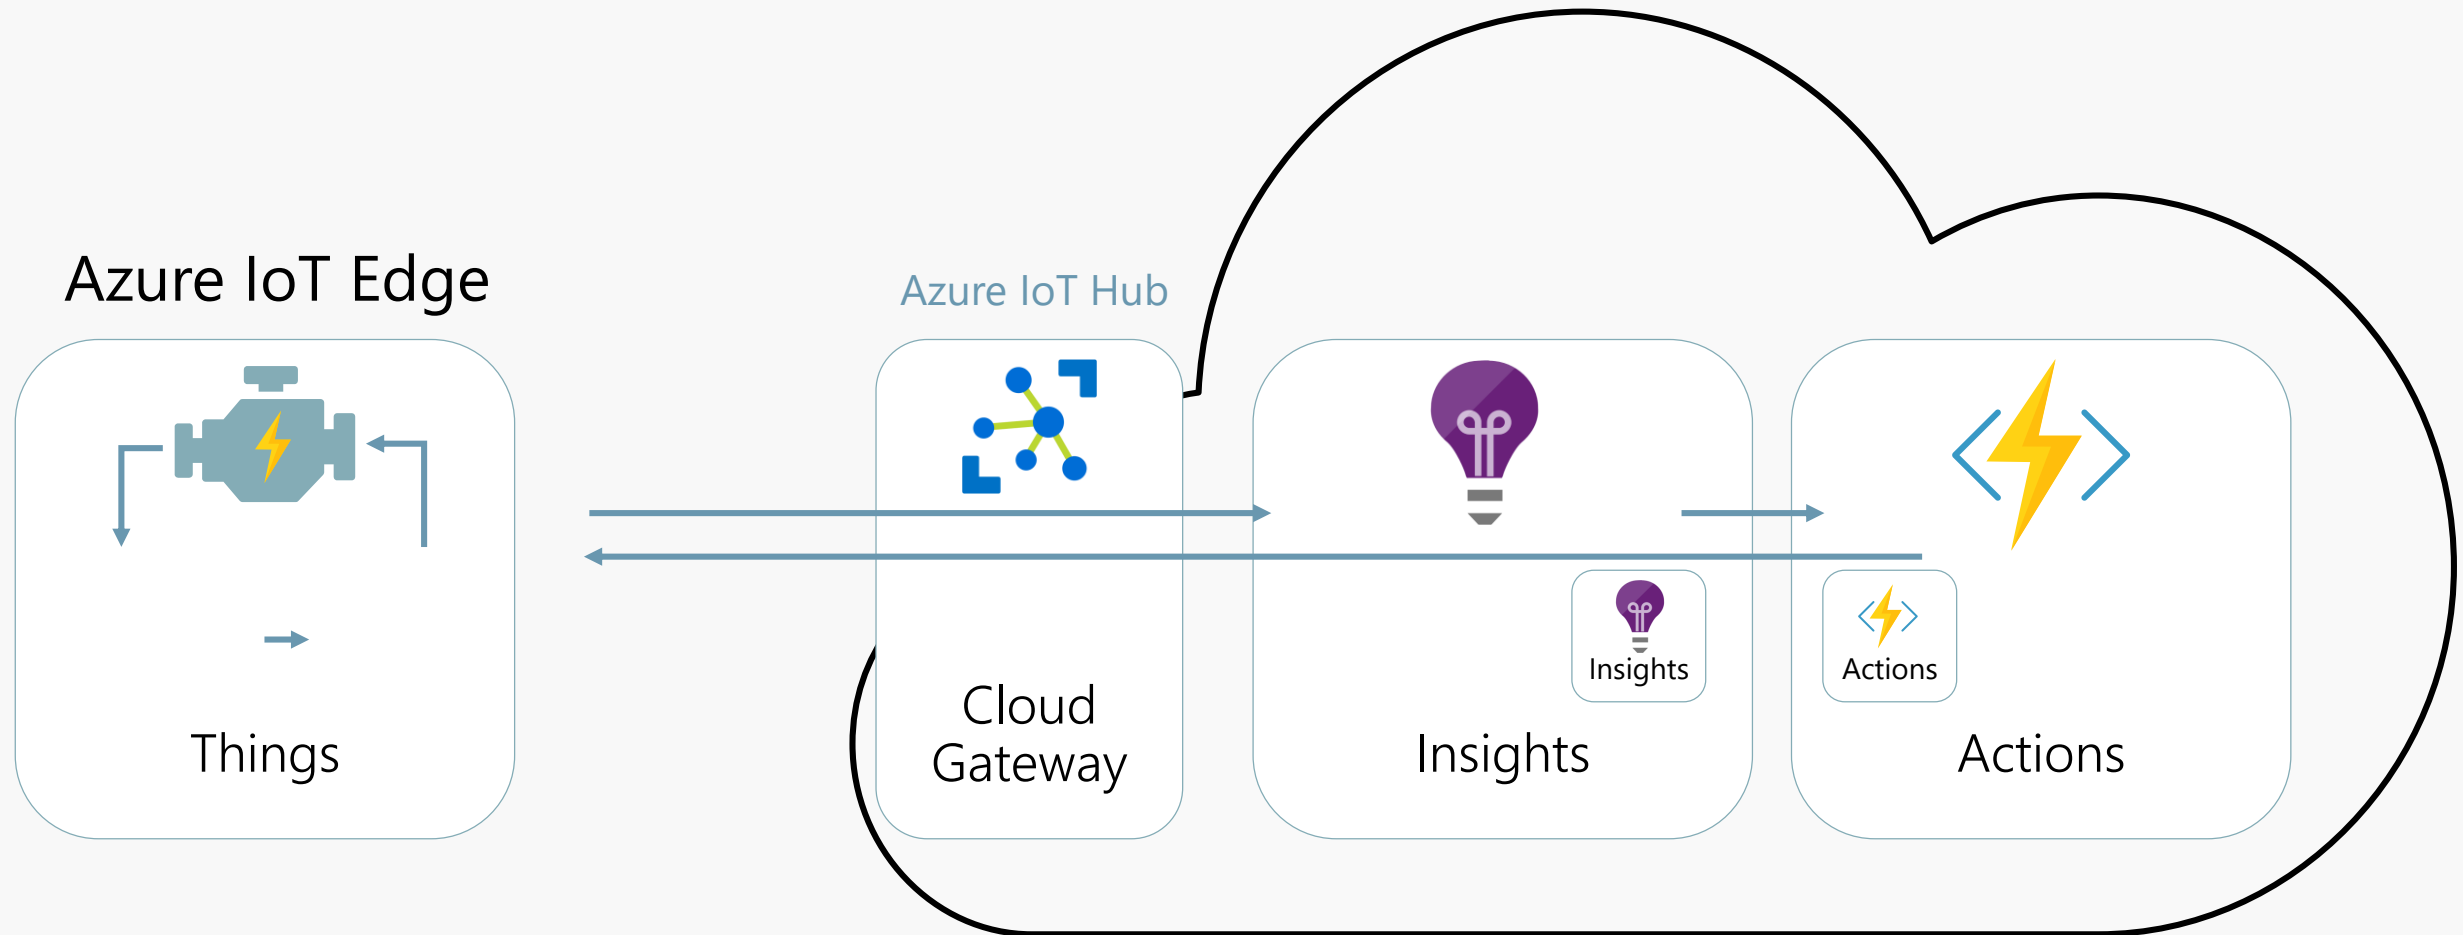 Azure IoT Edge
Azure IoT Hub
Things
Cloud
Gateway
Insights
Insights
Actions
Actions